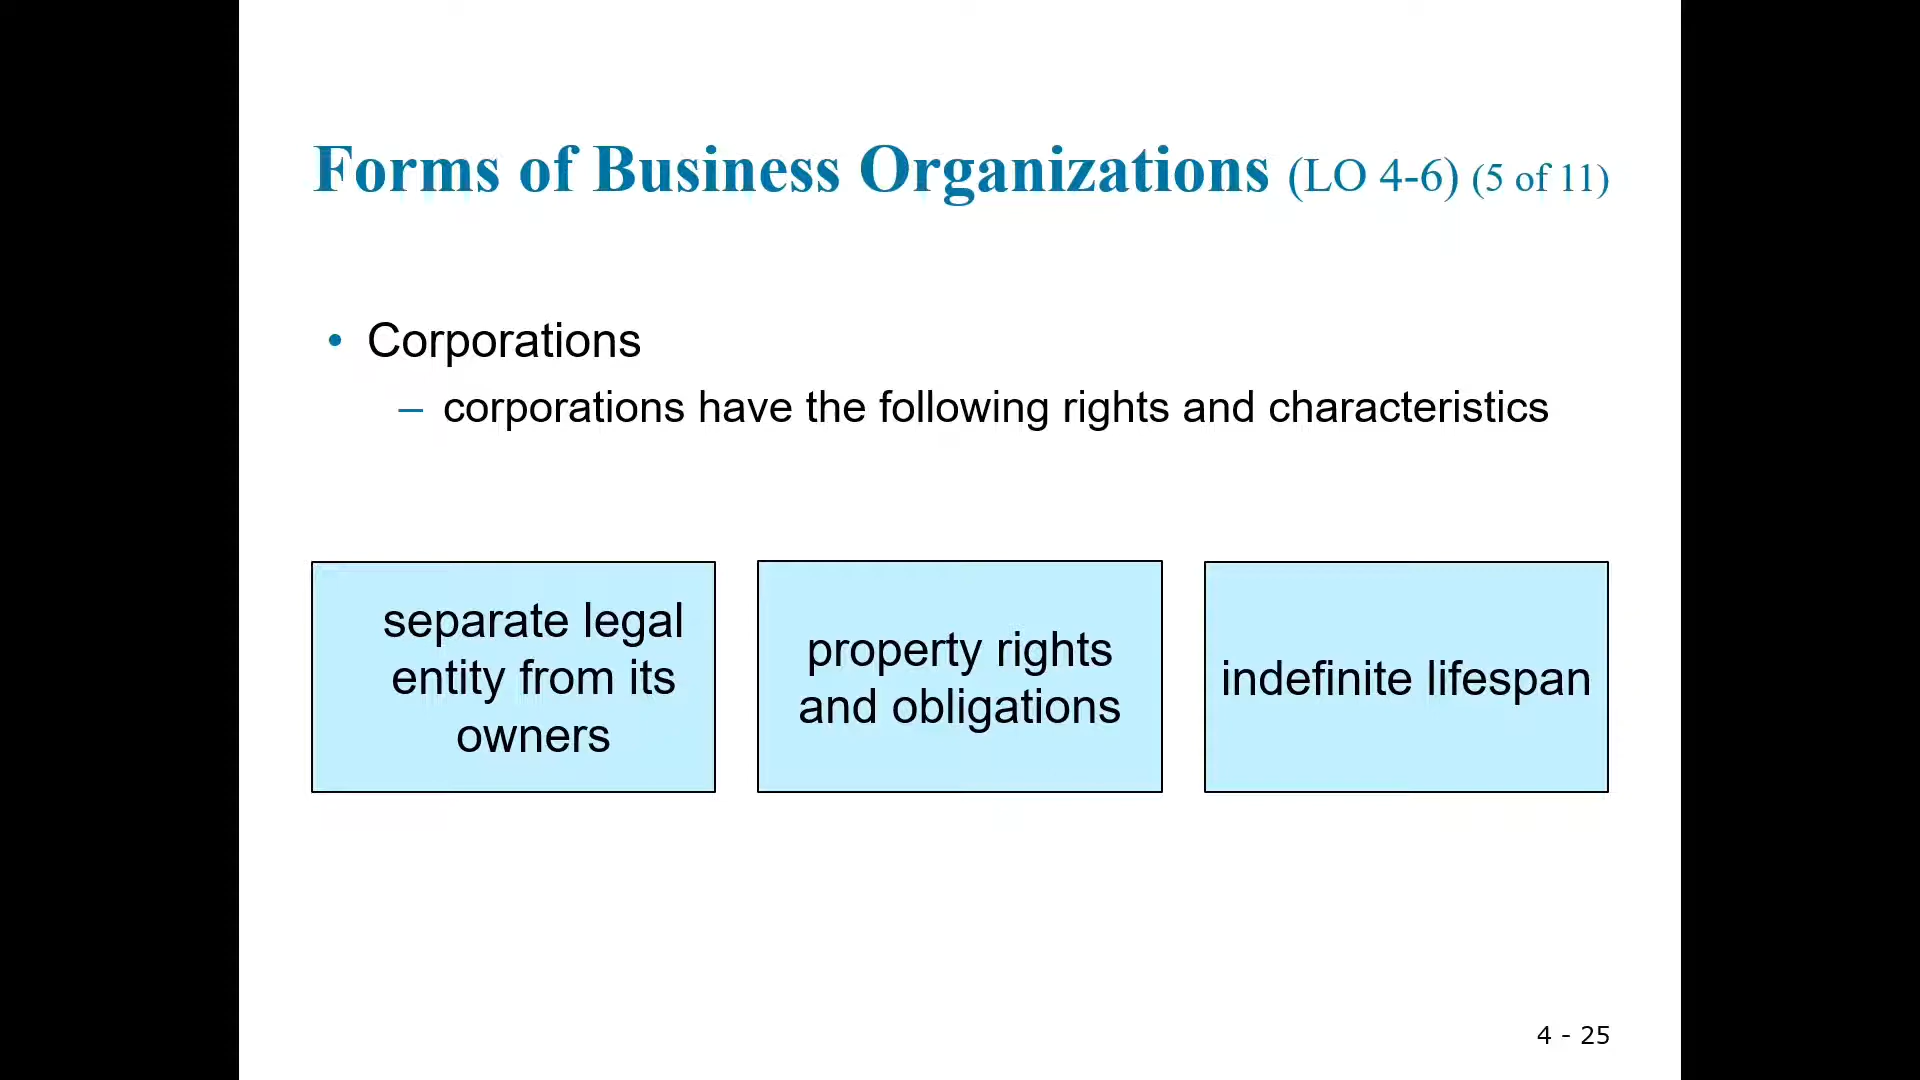 Forms of Business Organizations (LO 4-6) (5 of 11)
• Corporations
– corporations have the following rights and characteristics
separate legal
entity from its
owners
property rights
and obligations
indefinite lifespan
4 - 25